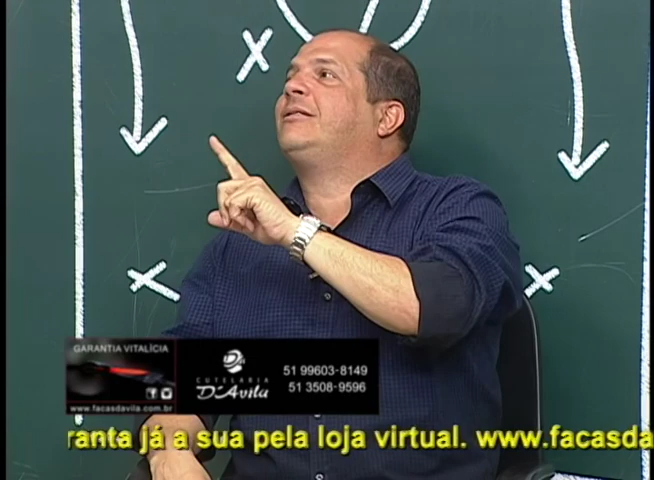 GARANTIA VITALÍCIA
www.facasdavila.com.br
CUTELARIA
D'Avila
51 99603-8149
51 3508-9596
ranta já a sua pela loja virtual. www.facasda